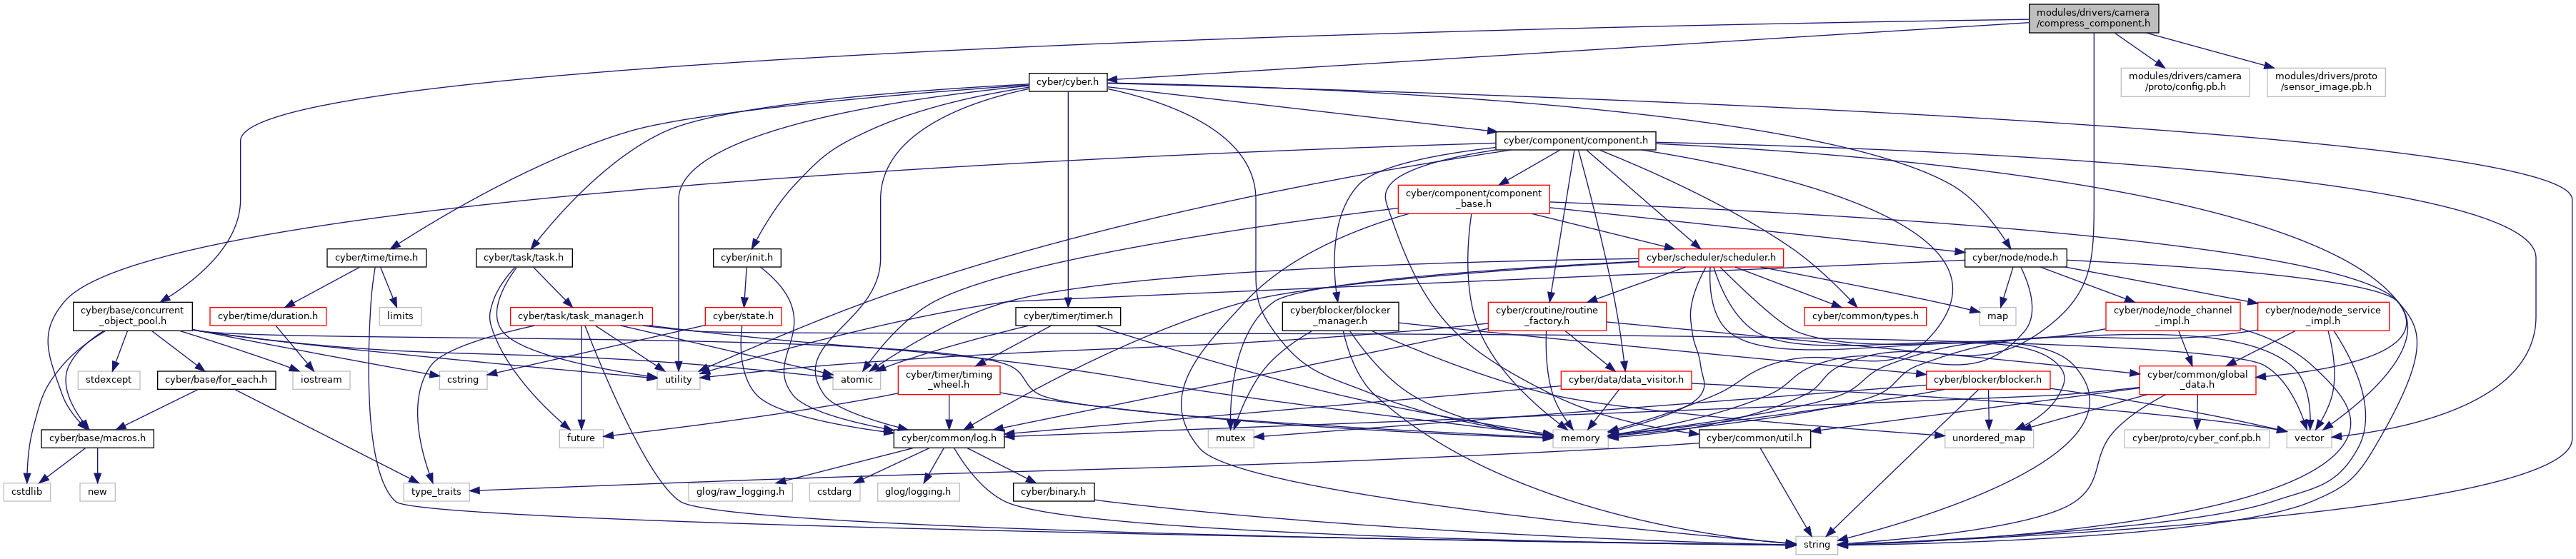 modules/drivers/camera
/compress_component.h
cyber/cyber.h
modules/drivers/camera
/proto/config.pb.h
modules/drivers/proto
/sensor_image.pb.h
cyber/component/component.h
cyber/component/component
_base.h
cyber/time/time.h
cyber/task/task.h
cyber/init.h
cyber/scheduler/scheduler.h
cyber/node/node.h
cyber/base/concurrent
_object_pool.h
cyber/time/duration.h
limits
cyber/task/task_manager.h
cyber/state.h
cyber/timer/timer.h
cyber/blocker/blocker
_manager.h
cyber/croutine/routine
_factory.h
cyber/common/types.h
map
cyber/node/node_channel
_impl.h
cyber/node/node_service
_impl.h
stdexcept
cyber/base/for_each.h
iostream
cstring
utility
atomic
cyber/timer/timing
_wheel.h
cyber/data/data_visitor.h
cyber/blocker/blocker.h
cyber/common/global
_data.h
cyber/base/macros.h
future
cyber/common/log.h
mutex
memory
cyber/common/util.h
unordered_map
cyber/proto/cyber_conf.pb.h
vector
cstdlib
new
type_traits
glog/raw_logging.h
cstdarg
glog/logging.h
cyber/binary.h
string